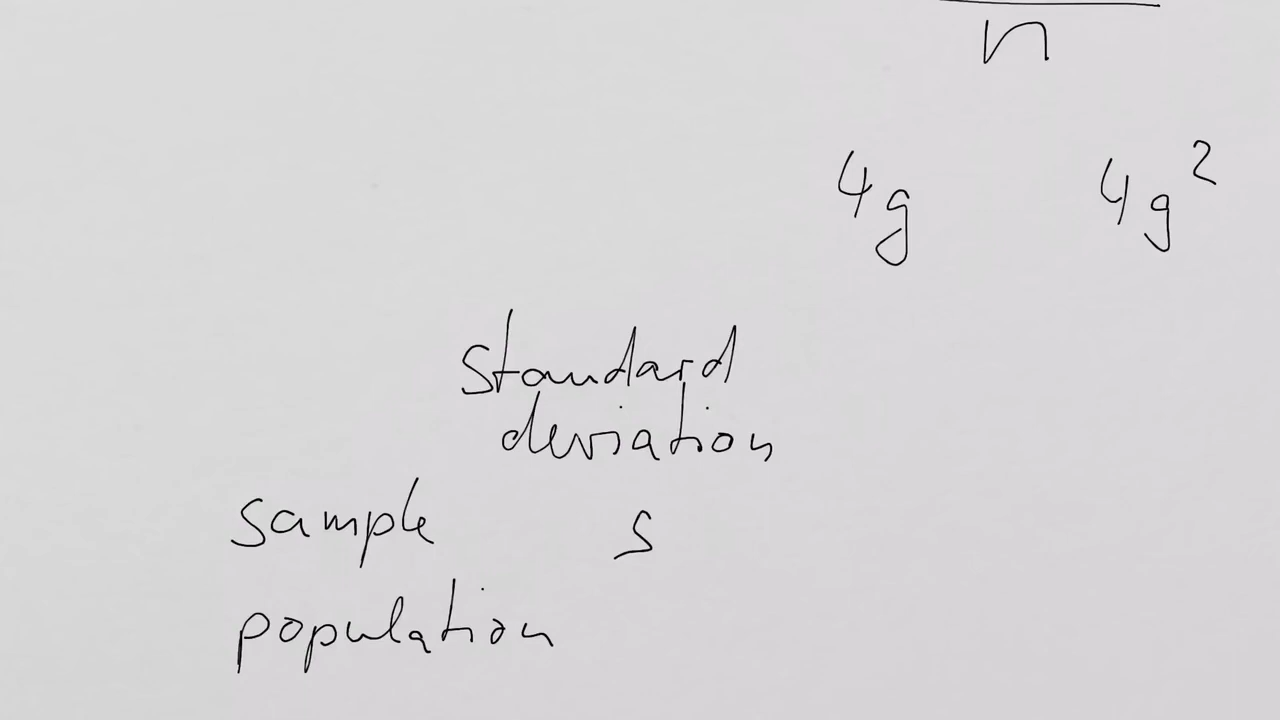 n
4g 4g²
standard
deviation
sample s
population